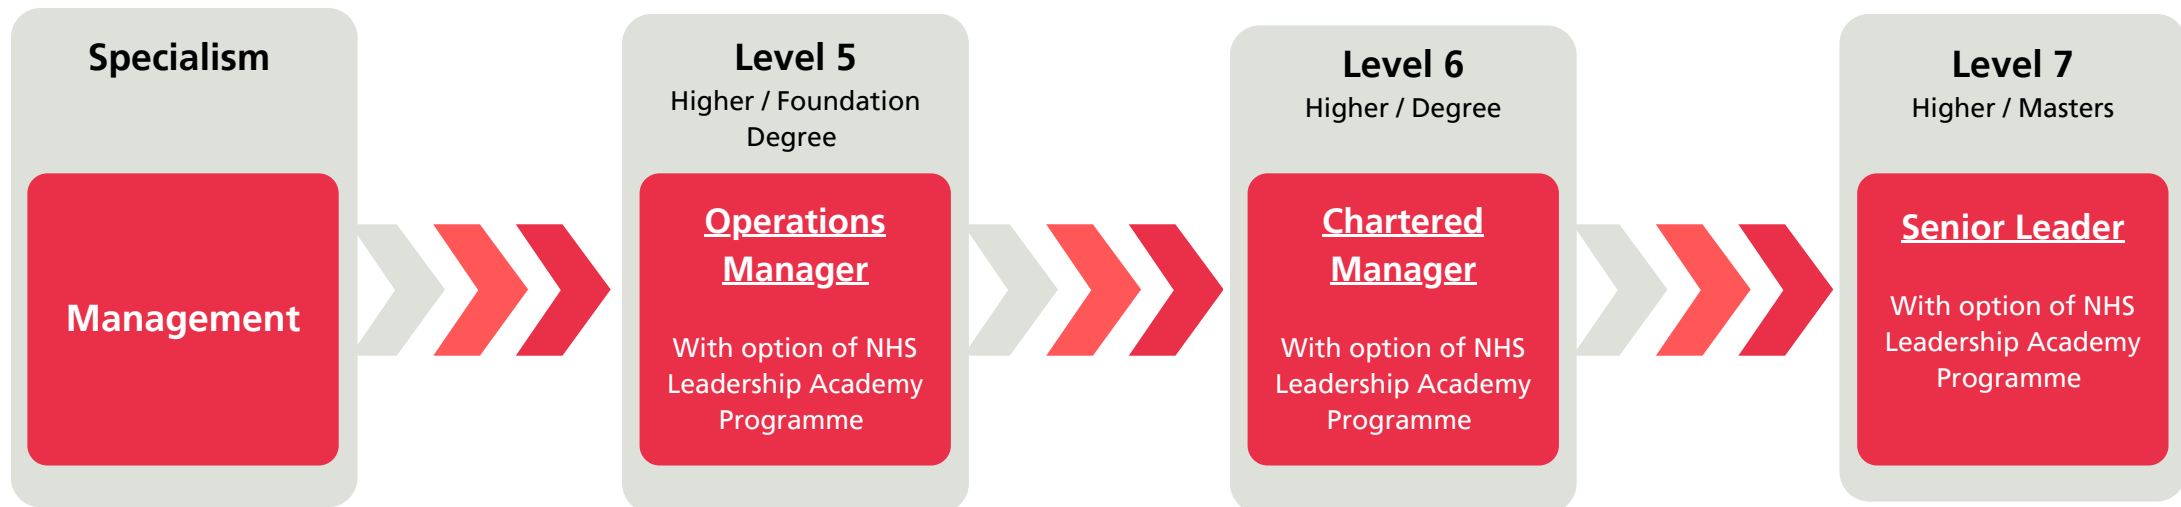 Specialism
Management
Level 5
Higher / Foundation
Degree
Operations
Manager
With option of NHS
Leadership Academy
Programme
Level 6
Higher / Degree
Chartered
Manager
With option of NHS
Leadership Academy
Programme
Level 7
Higher / Masters
Senior Leader
With option of NHS
Leadership Academy
Programme